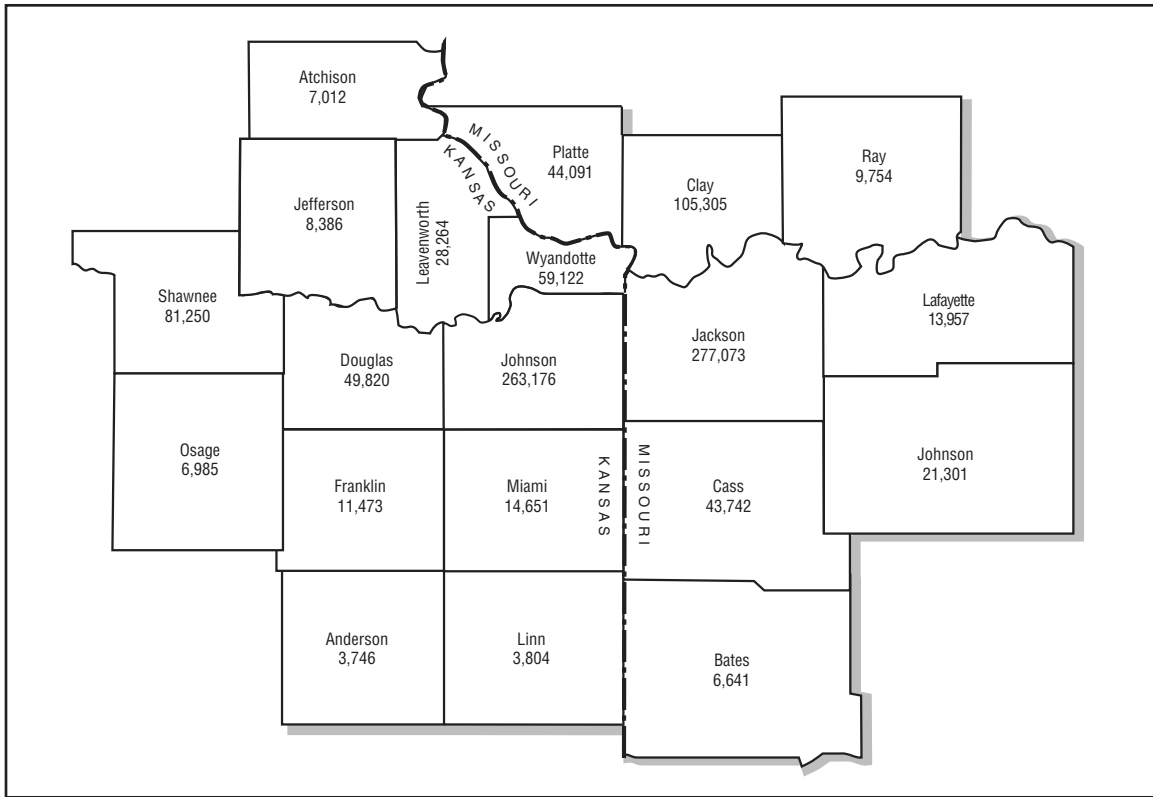 Atchison
7,012
MISSOURI
KANSAS
Platte
44,091
Clay
105,305
Ray
9,754
Jefferson
8,386
Leavenworth
28,264
Wyandotte
59,122
Shawnee
81,250
Douglas
49,820
Johnson
263,176
Jackson
277,073
Lafayette
13,957
Osage
6,985
Franklin
11,473
Miami
14,651
KANSAS
MISSOURI
Cass
43,742
Johnson
21,301
Anderson
3,746
Linn
3,804
Bates
6,641